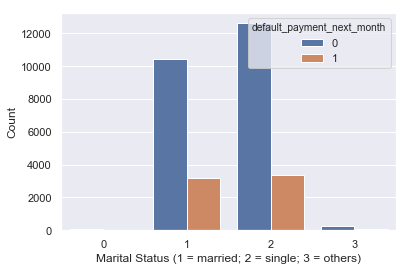 default_payment_next_month
0
1
12000
10000
8000
6000
4000
2000
0
Count
0 1 2 3
Marital Status (1 = married; 2 = single; 3 = others)